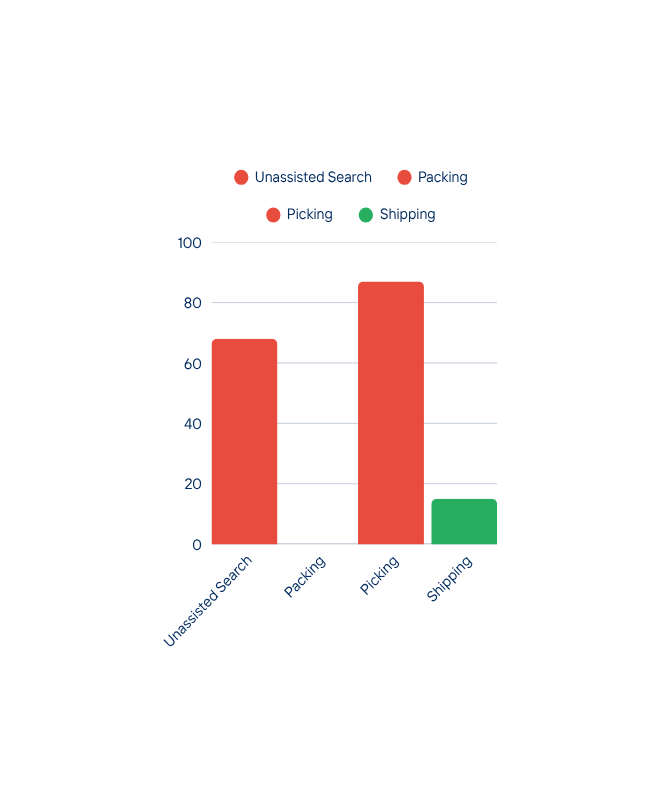 Unassisted Search Packing
Picking Shipping
100
80
60
40
20
0
Unassisted Search
Packing
Picking
Shipping